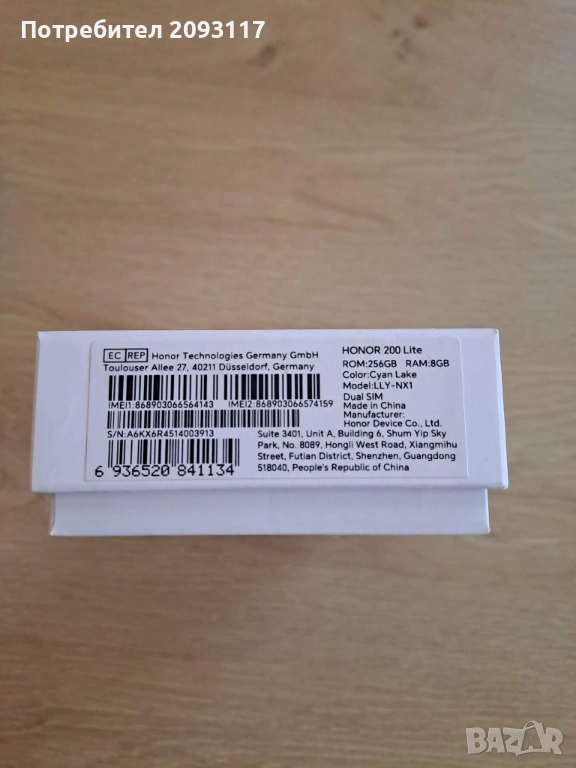 Потребител 2093117
EC REP Honor Technologies Germany GmbH
Toulouser Allee 27, 40211 Düsseldorf, Germany
IMEI1:868903066564143 IMEI2:868903066574159
S/N:A6KX6R4514003913
6 936520 841134
HONOR 200 Lite
ROM:256GB RAM:8GB
Color:Cyan Lake
Model:LLY-NX1
Dual SIM
Made in China
Manufacturer:
Honor Device Co., Ltd.
Suite 3401, Unit A, Building 6, Shum Yip Sky
Park, No. 8089, Hongli West Road, Xiangmihu
Street, Futian District, Shenzhen, Guangdong
518040, People's Republic of China
BAZAR